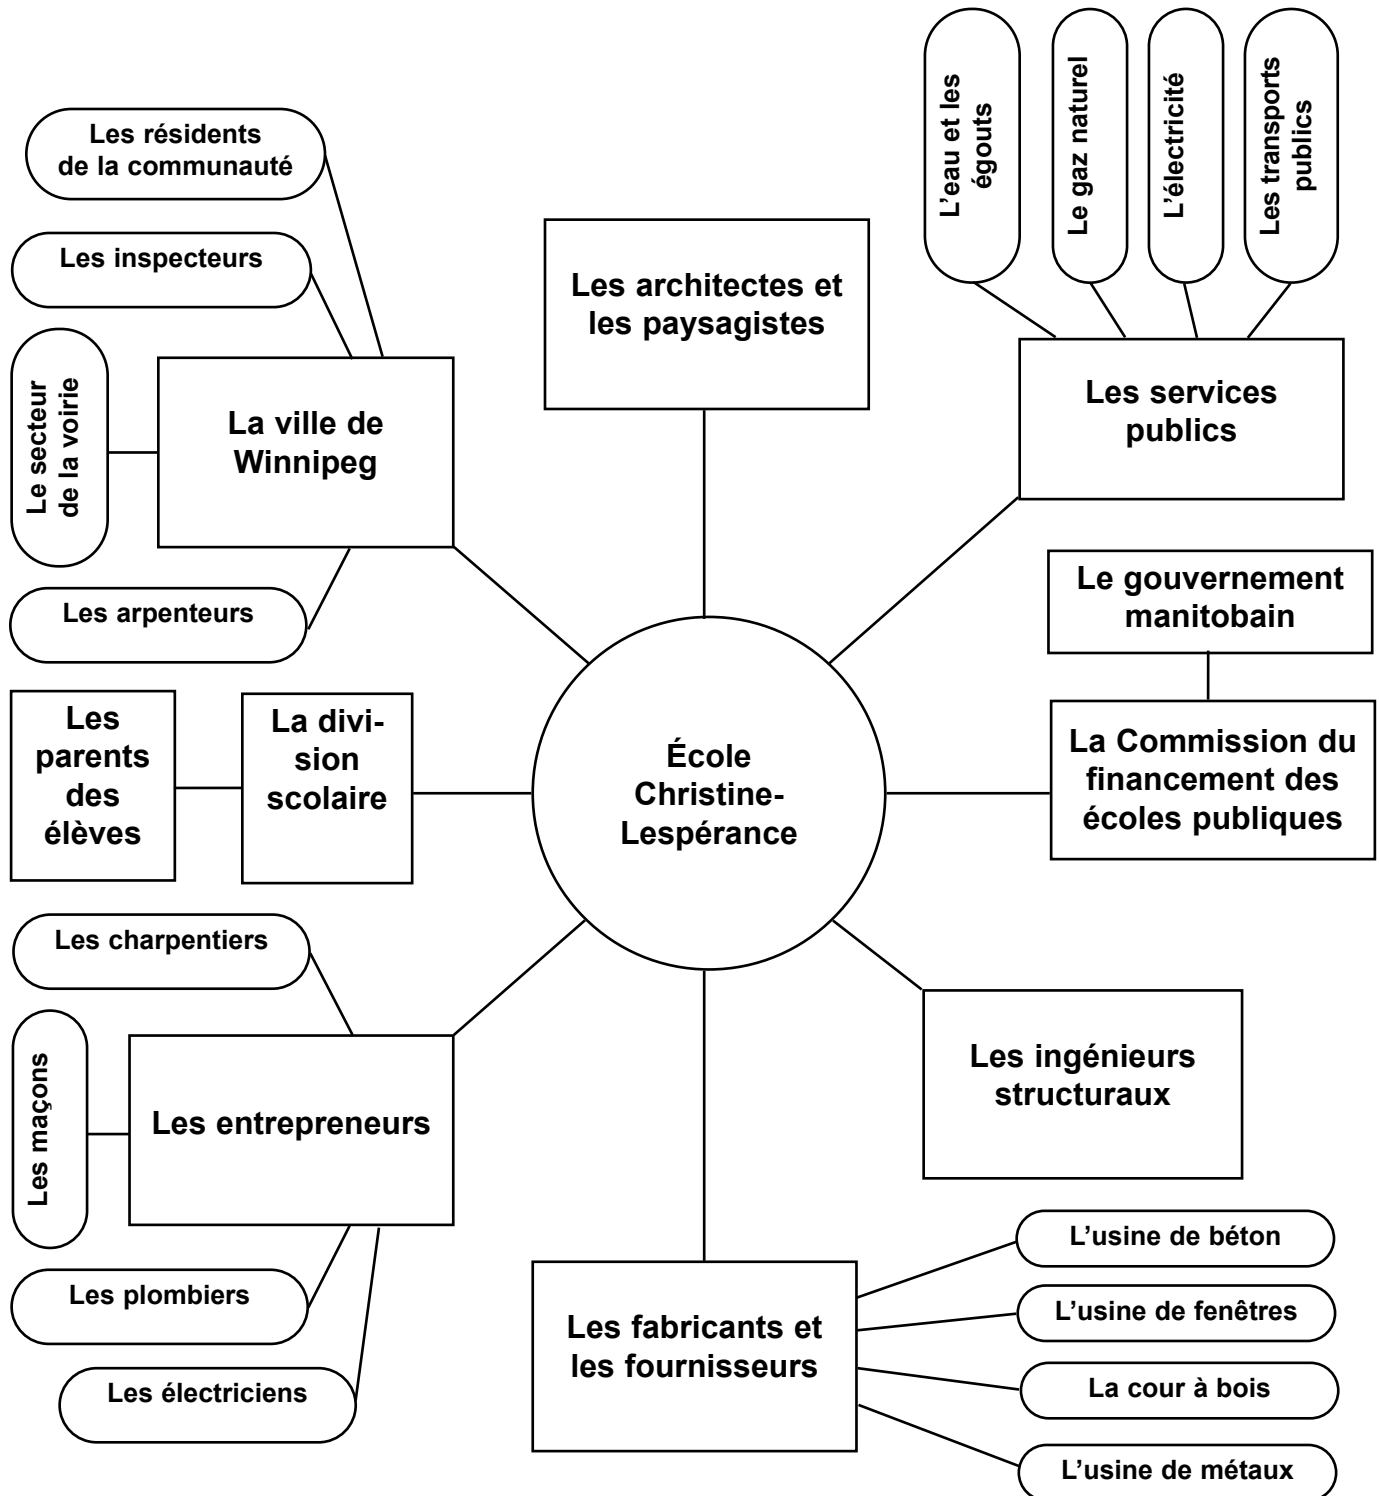 Les résidents
de la communauté
Les inspecteurs
Le secteur
de la voirie
La ville de
Winnipeg
Les arpenteurs
Les architectes et
les paysagistes
L’eau et les
égouts
Le gaz naturel
L’électricité
Les transports
publics
Les services
publics
Le gouvernement
manitobain
La Commission du
financement des
écoles publiques
Les
parents
des
élèves
La divi-
sion
scolaire
École
Christine-
Lespérance
Les charpentiers
Les maçons
Les entrepreneurs
Les plombiers
Les électriciens
Les ingénieurs
structuraux
Les fabricants et
les fournisseurs
L’usine de béton
L’usine de fenêtres
La cour à bois
L’usine de métaux